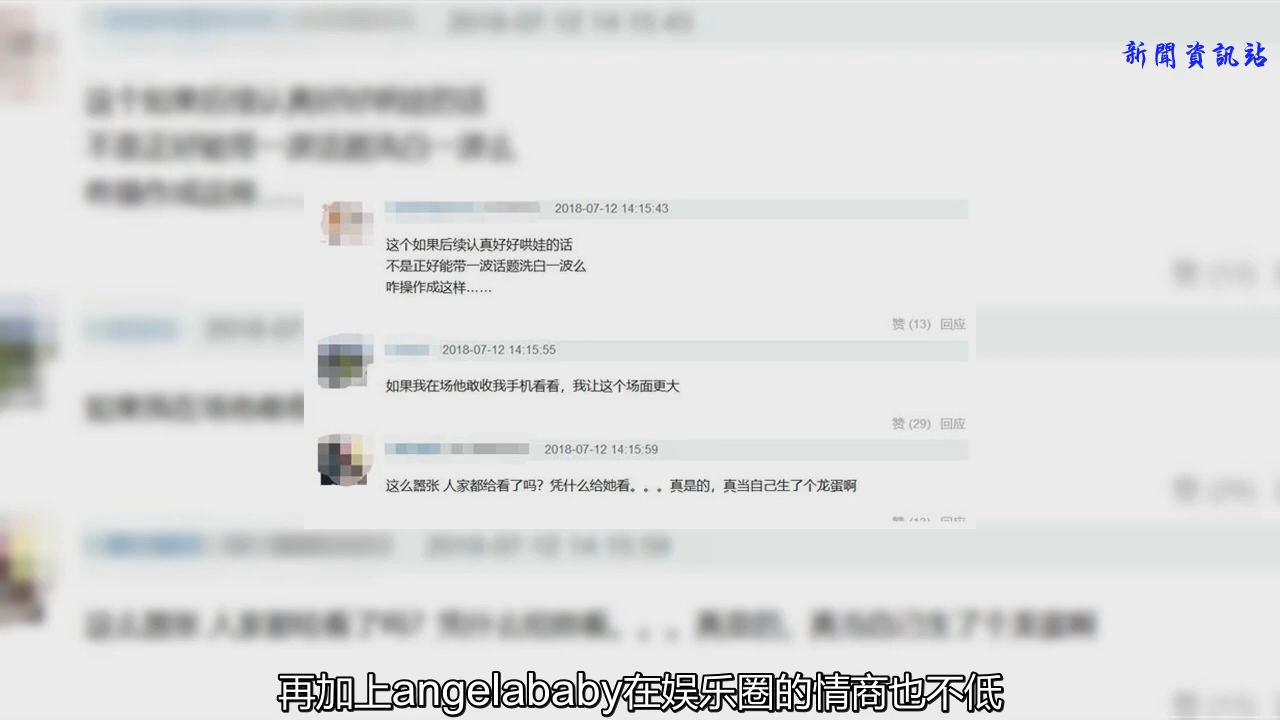 新聞資訊站
2018-07-12 14:15:43
这个如果后续认真好好哄娃的话
不是正好能带一波话题洗白一波么
咋操作成这样……
赞 (13) 回应
2018-07-12 14:15:55
如果我在场他敢收我手机看看，我让这个场面更大
赞 (29) 回应
2018-07-12 14:15:59
这么嚣张 人家都给看了吗？凭什么给她看。。。真是的，真当自己生了个龙蛋啊
再加上angelababy在娱乐圈的情商也不低